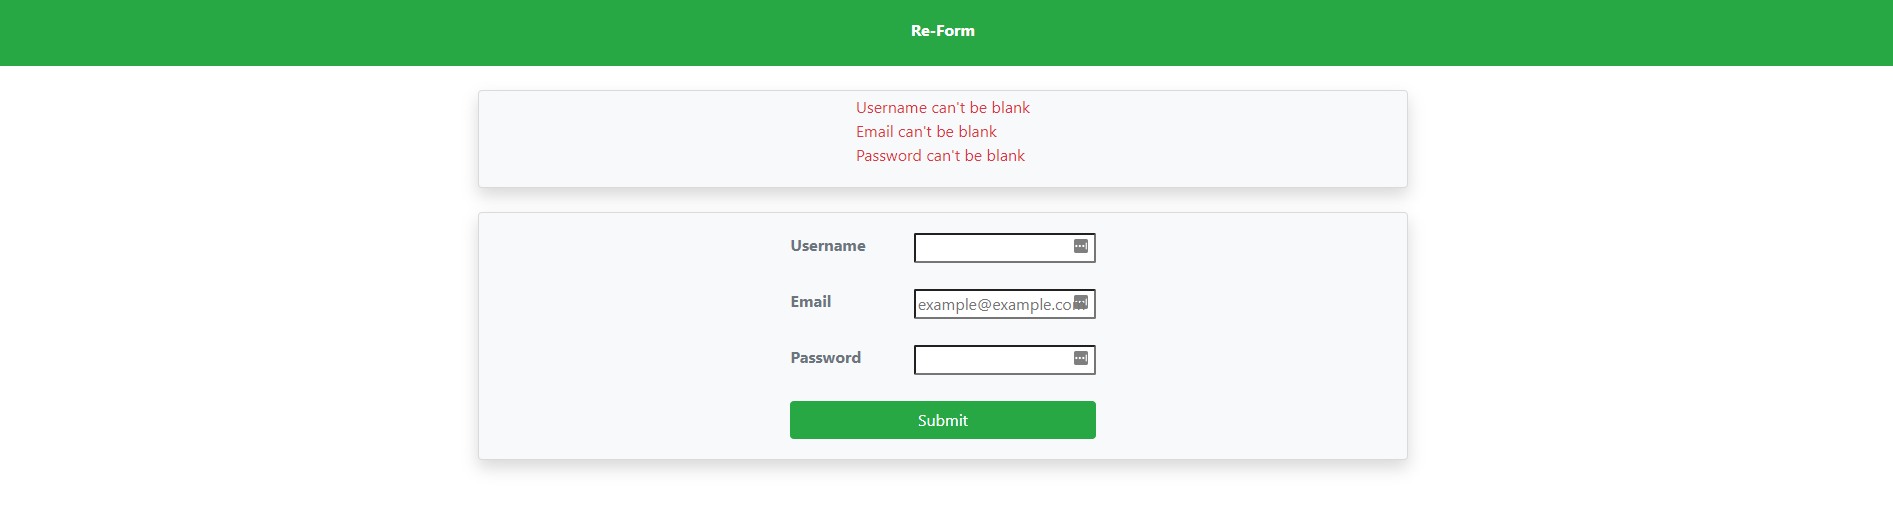 Re-Form
Username can't be blank
Email can't be blank
Password can't be blank
Username
Email
example@example.com
Password
Submit